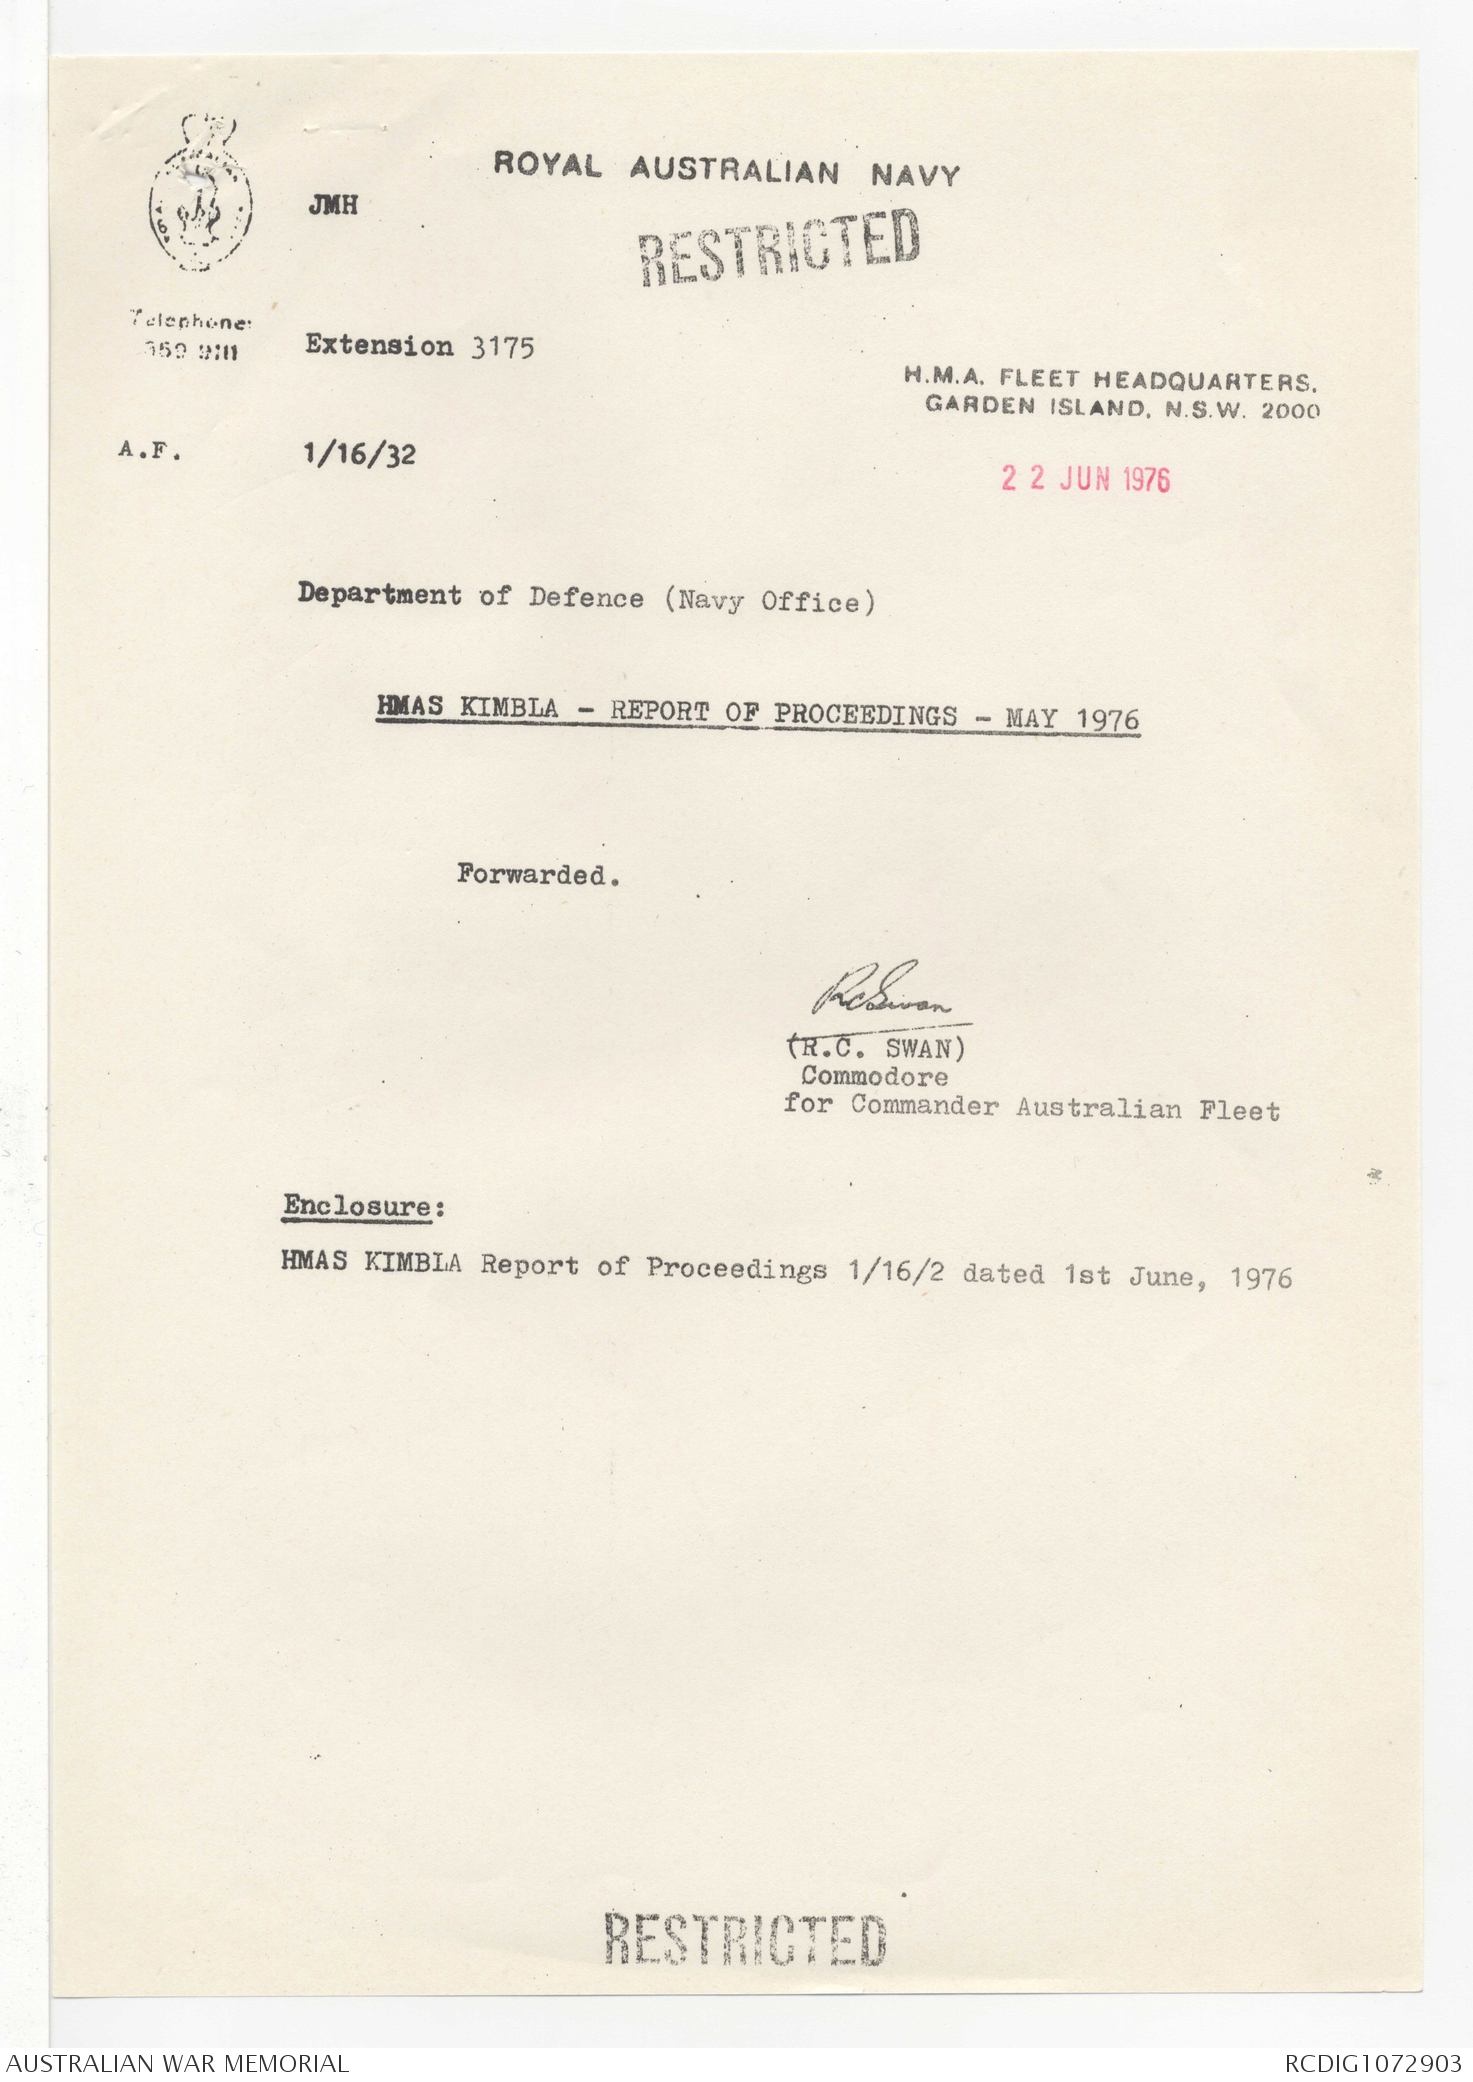 ROYAL AUSTRALIAN NAVY
JMH
RESTRICTED
Telephone:
Extension 3175
H.M.A. FLEET HEADQUARTERS,
GARDEN ISLAND, N.S.W. 2000
A.F. 1/16/32
22 JUN 1976
Department of Defence (Navy Office)
HMAS KIMBLA - REPORT OF PROCEEDINGS - MAY 1976
Forwarded.
RCSwan
(R.C. SWAN)
Commodore
for Commander Australian Fleet
Enclosure:
HMAS KIMBLA Report of Proceedings 1/16/2 dated 1st June, 1976
RESTRICTED
AUSTRALIAN WAR MEMORIAL
RCDIG1072903